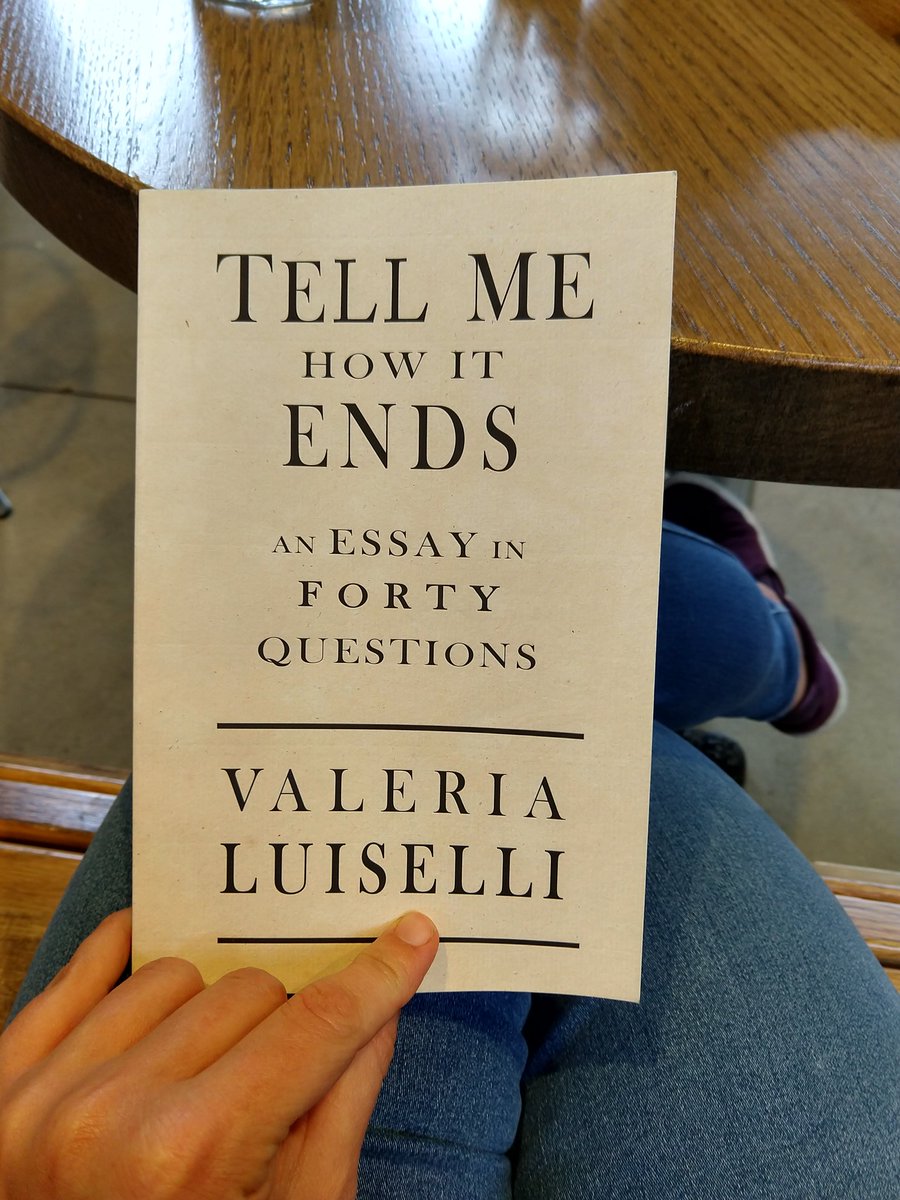 TELL ME
HOW IT
ENDS
AN ESSAY IN
FORTY
QUESTIONS
VALERIA
LUISELLI